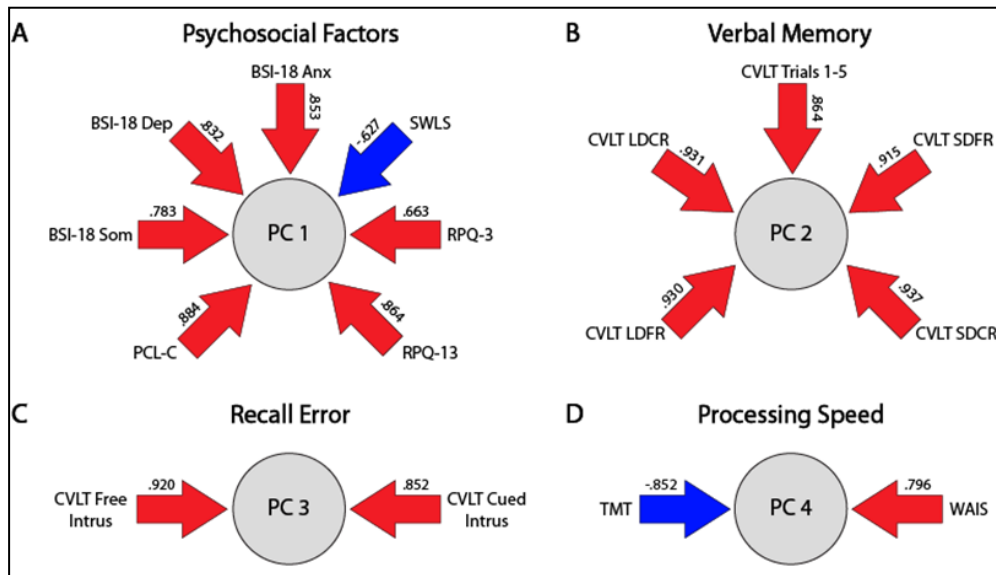 A
Psychosocial Factors
BSI-18 Anx
.853
BSI-18 Dep
.832
SWLS
-.627
BSI-18 Som
.783
PC 1
.663
RPQ-3
PCL-C
.884
.864
RPQ-13
B
Verbal Memory
CVLT Trials 1-5
.864
CVLT LDCR
.931
.915
CVLT SDFR
PC 2
CVLT LDFR
.930
.937
CVLT SDCR
C
Recall Error
CVLT Free
Intrus
.920
PC 3
.852
CVLT Cued
Intrus
D
Processing Speed
TMT
-.852
PC 4
.796
WAIS